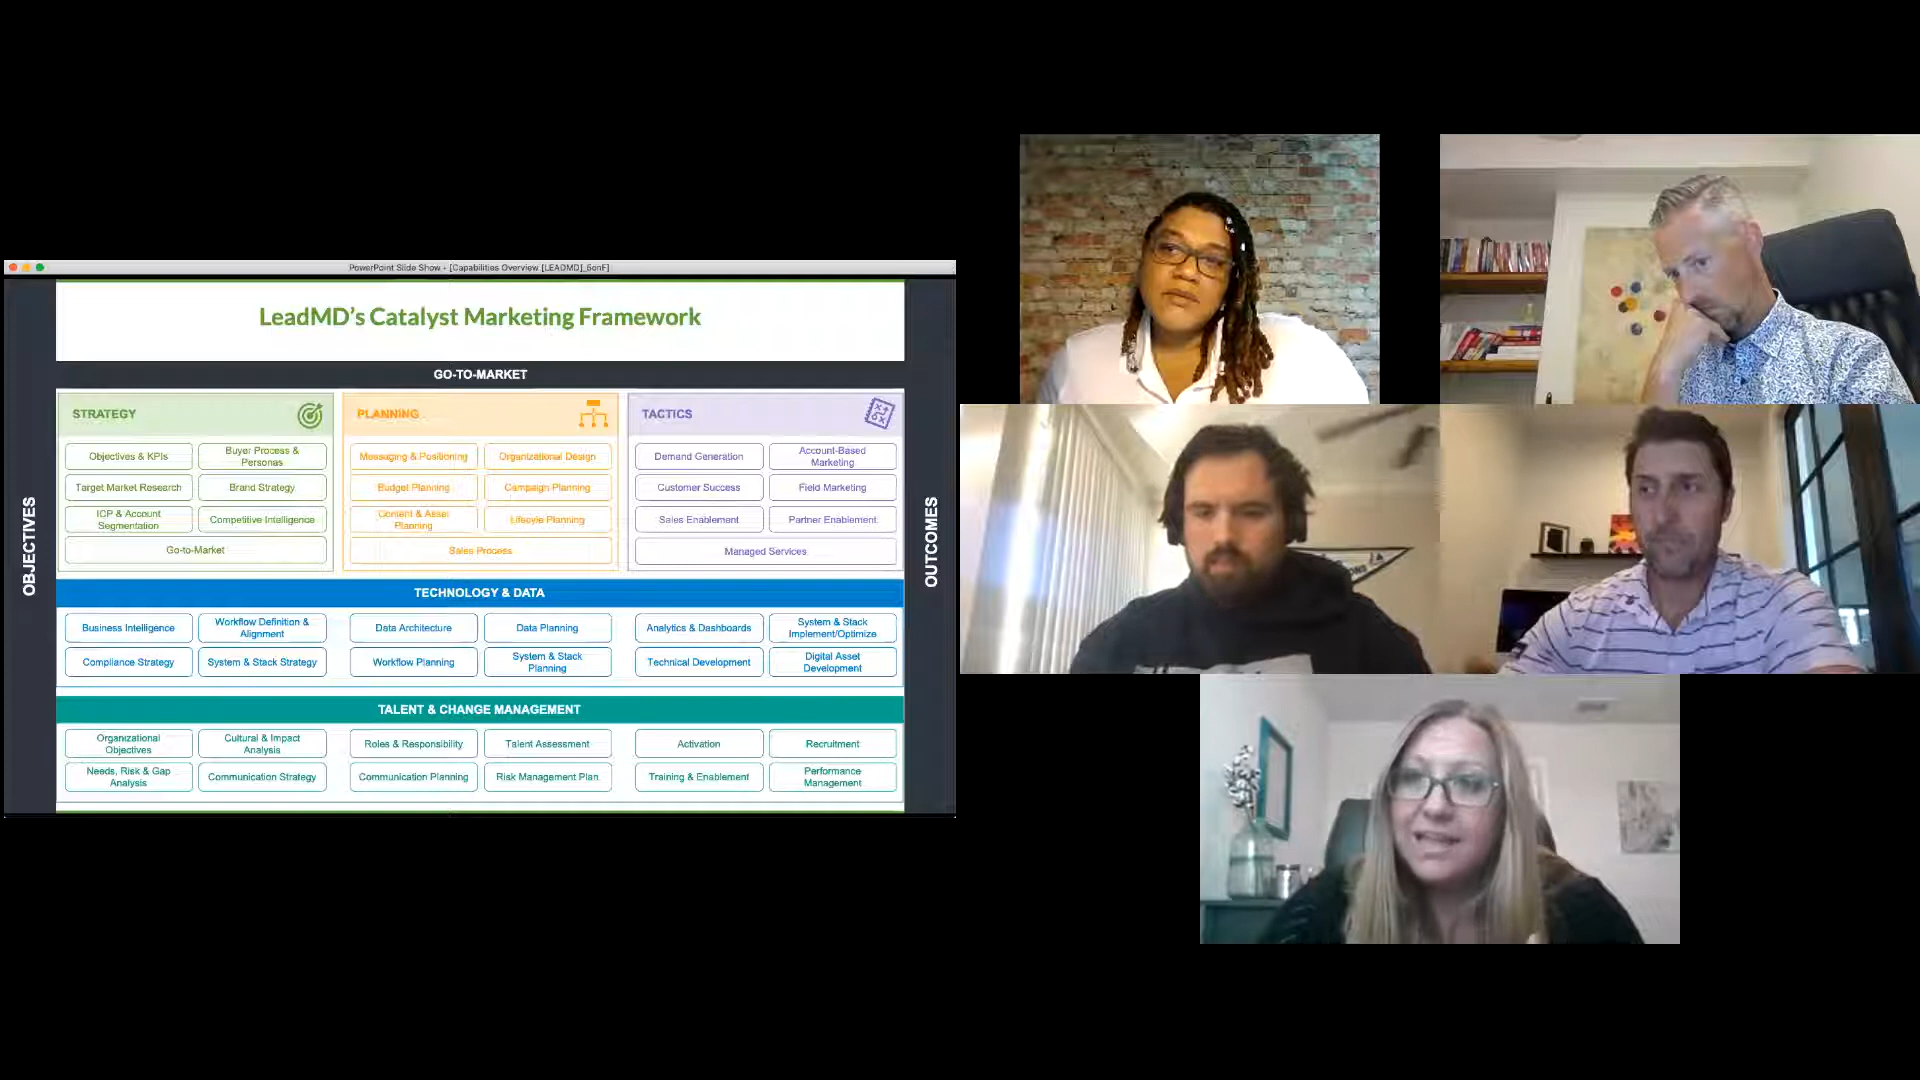 PowerPoint Slide Show - [Capabilities Overview [LEADMD]_6onF]
LeadMD's Catalyst Marketing Framework
GO-TO-MARKET
OBJECTIVES
OUTCOMES
STRATEGY
Objectives & KPIs
Buyer Process &
Personas
Target Market Research
Brand Strategy
ICP & Account
Segmentation
Competitive Intelligence
Go-to-Market
PLANNING
Messaging & Positioning
Organizational Design
Budget Planning
Campaign Planning
Content & Asset
Planning
Lifecyle Planning
Sales Process
TACTICS
Demand Generation
Account-Based
Marketing
Customer Success
Field Marketing
Sales Enablement
Partner Enablement
Managed Services
TECHNOLOGY & DATA
Business Intelligence
Workflow Definition &
Alignment
Data Architecture
Data Planning
Analytics & Dashboards
System & Stack
Implement/Optimize
Compliance Strategy
System & Stack Strategy
Workflow Planning
System & Stack
Planning
Technical Development
Digital Asset
Development
TALENT & CHANGE MANAGEMENT
Organizational
Objectives
Cultural & Impact
Analysis
Roles & Responsibility
Talent Assessment
Activation
Recruitment
Needs, Risk & Gap
Analysis
Communication Strategy
Communication Planning
Risk Management Plan
Training & Enablement
Performance
Management